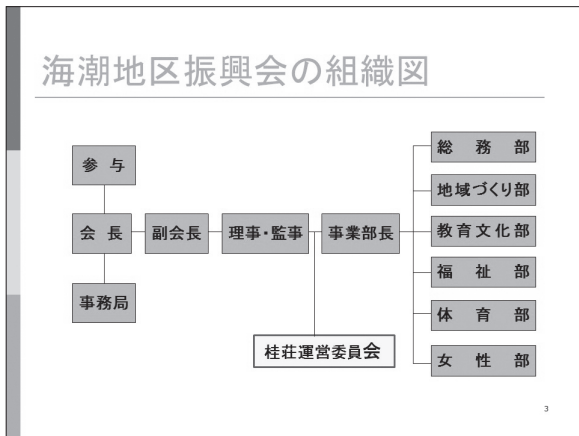 海潮地区振興会の組織図
参 与
会 長
副会長
理事・監事
事業部長
事務局
桂荘運営委員会
総 務 部
地域づくり部
教育文化部
福 祉 部
体 育 部
女 性 部
3